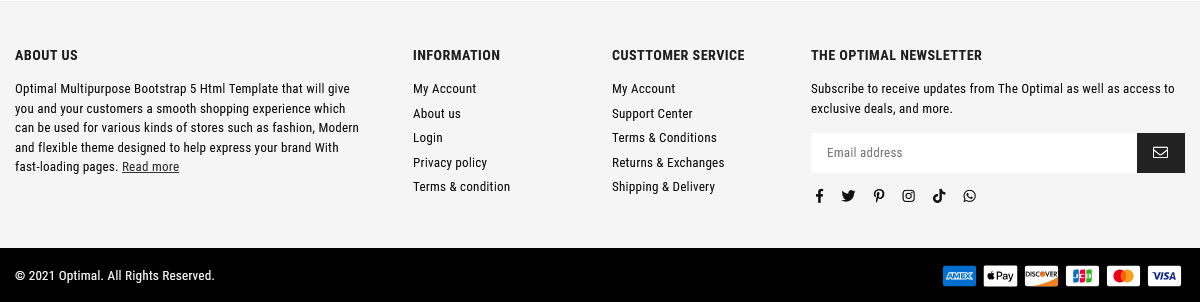 ABOUT US
Optimal Multipurpose Bootstrap 5 Html Template that will give
you and your customers a smooth shopping experience which
can be used for various kinds of stores such as fashion, Modern
and flexible theme designed to help express your brand With
fast-loading pages. Read more
INFORMATION
My Account
About us
Login
Privacy policy
Terms & condition
CUSTTOMER SERVICE
My Account
Support Center
Terms & Conditions
Returns & Exchanges
Shipping & Delivery
THE OPTIMAL NEWSLETTER
Subscribe to receive updates from The Optimal as well as access to
exclusive deals, and more.
Email address
© 2021 Optimal. All Rights Reserved.
AMEX Pay DISCOVER JCB VISA